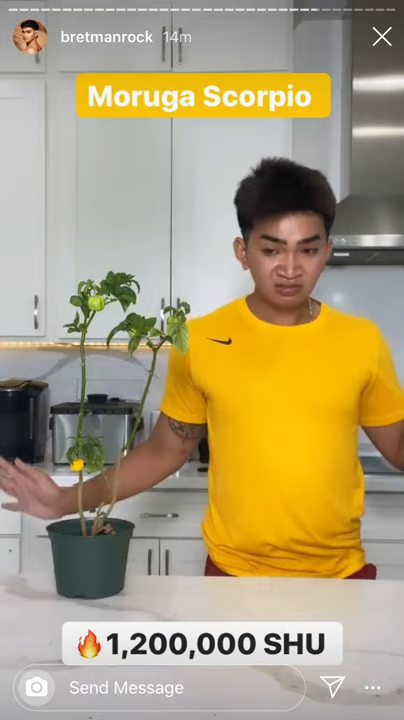 bretmanrock 14m
Moruga Scorpio
🔥1,200,000 SHU
Send Message